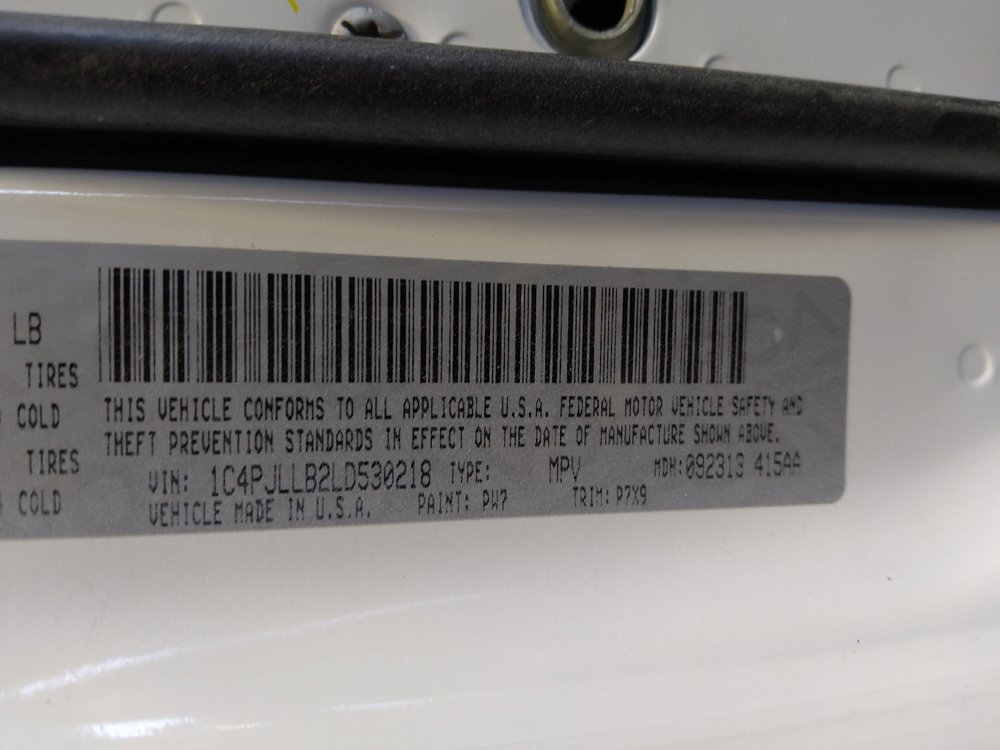 LB
TIRES
COLD
TIRES
COLD
THIS VEHICLE CONFORMS TO ALL APPLICABLE U.S.A. FEDERAL MOTOR VEHICLE SAFETY AND
THEFT PREVENTION STANDARDS IN EFFECT ON THE DATE OF MANUFACTURE SHOWN ABOVE.
VIN: 1C4PJLLB2LD530218 TYPE: MPV MDH:092313 415AA
VEHICLE MADE IN U.S.A. PAINT: PW7 TRIM: P7X9